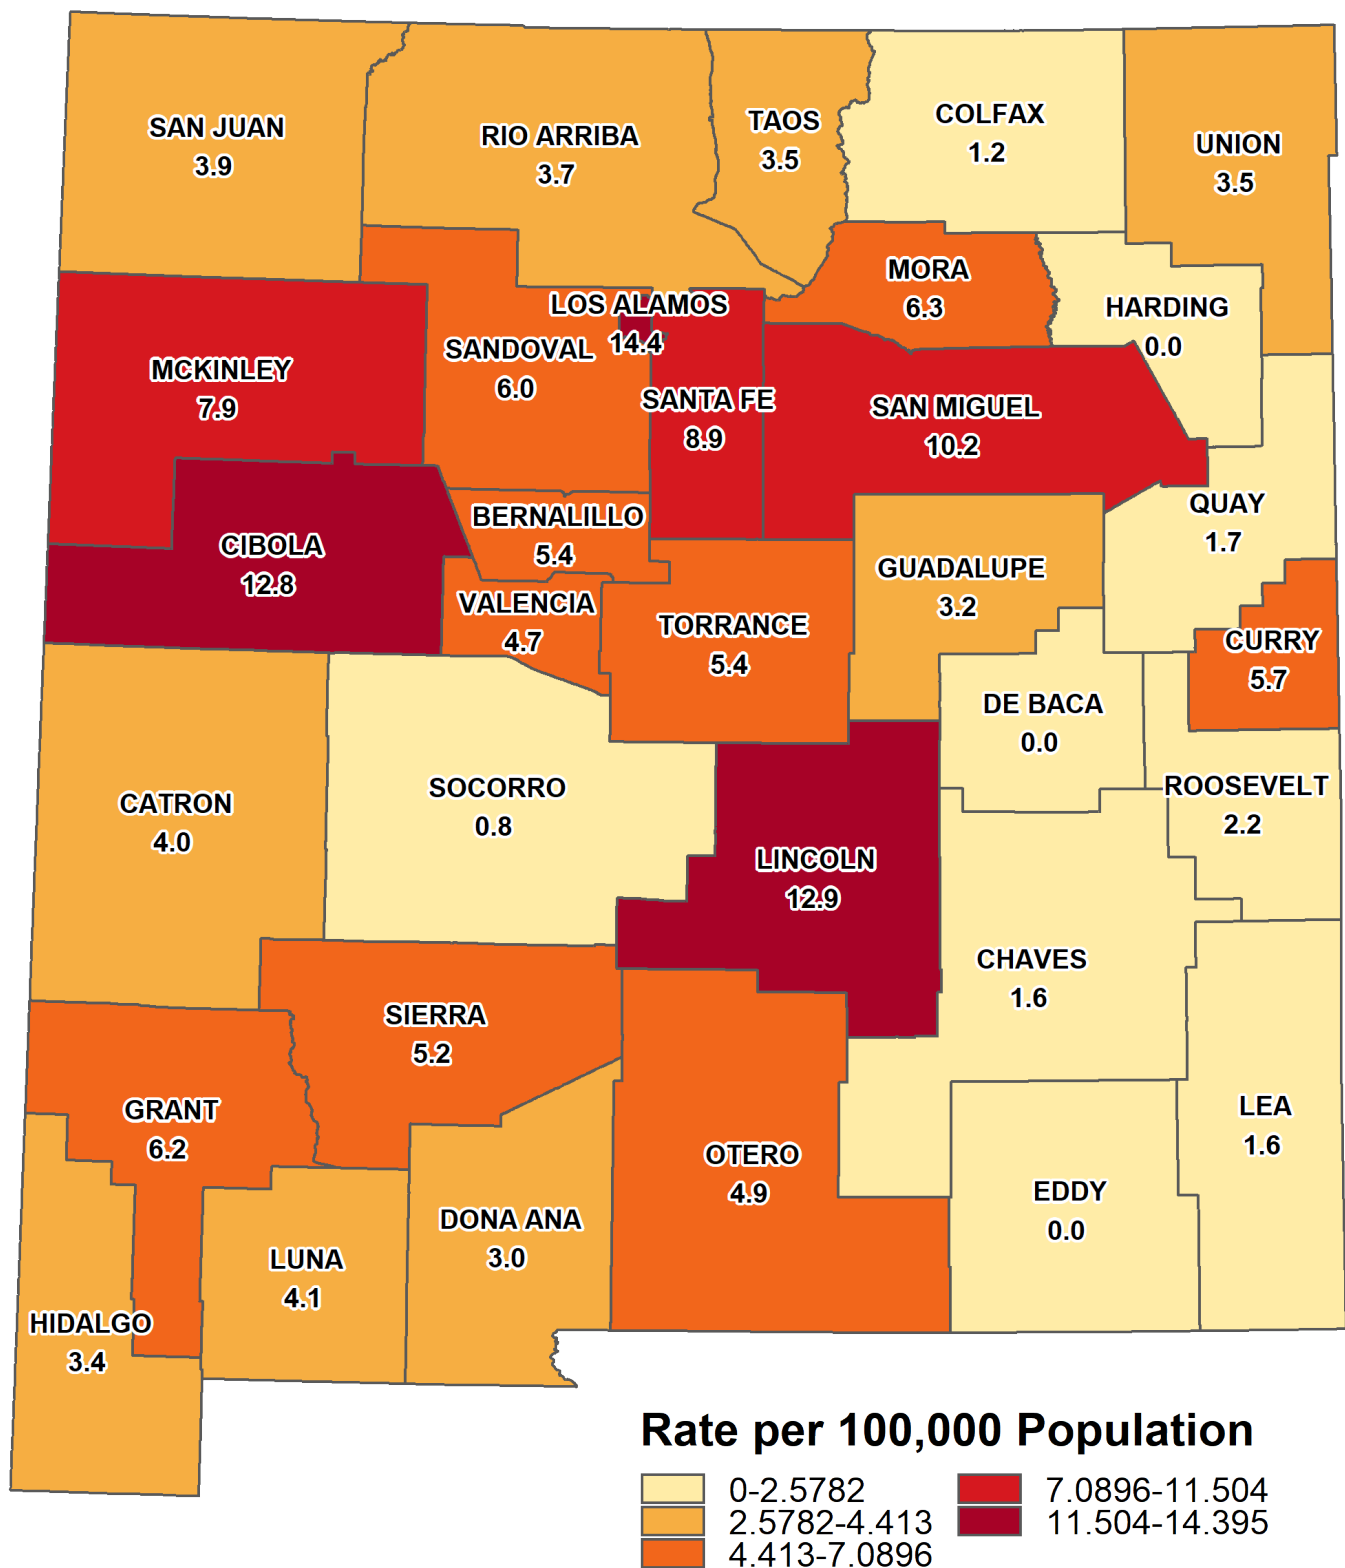 SAN JUAN
3.9
RIO ARRIBA
3.7
TAOS
3.5
COLFAX
1.2
UNION
3.5
MORA
6.3
HARDING
0.0
LOS ALAMOS
14.4
SANDOVAL
6.0
MCKINLEY
7.9
SANTA FE
8.9
SAN MIGUEL
10.2
QUAY
1.7
CIBOLA
12.8
BERNALILLO
5.4
GUADALUPE
3.2
VALENCIA
4.7
TORRANCE
5.4
CURRY
5.7
DE BACA
0.0
CATRON
4.0
SOCORRO
0.8
ROOSEVELT
2.2
LINCOLN
12.9
CHAVES
1.6
SIERRA
5.2
GRANT
6.2
LEA
1.6
OTERO
4.9
EDDY
0.0
DONA ANA
3.0
LUNA
4.1
HIDALGO
3.4
Rate per 100,000 Population
0-2.5782
2.5782-4.413
4.413-7.0896
7.0896-11.504
11.504-14.395